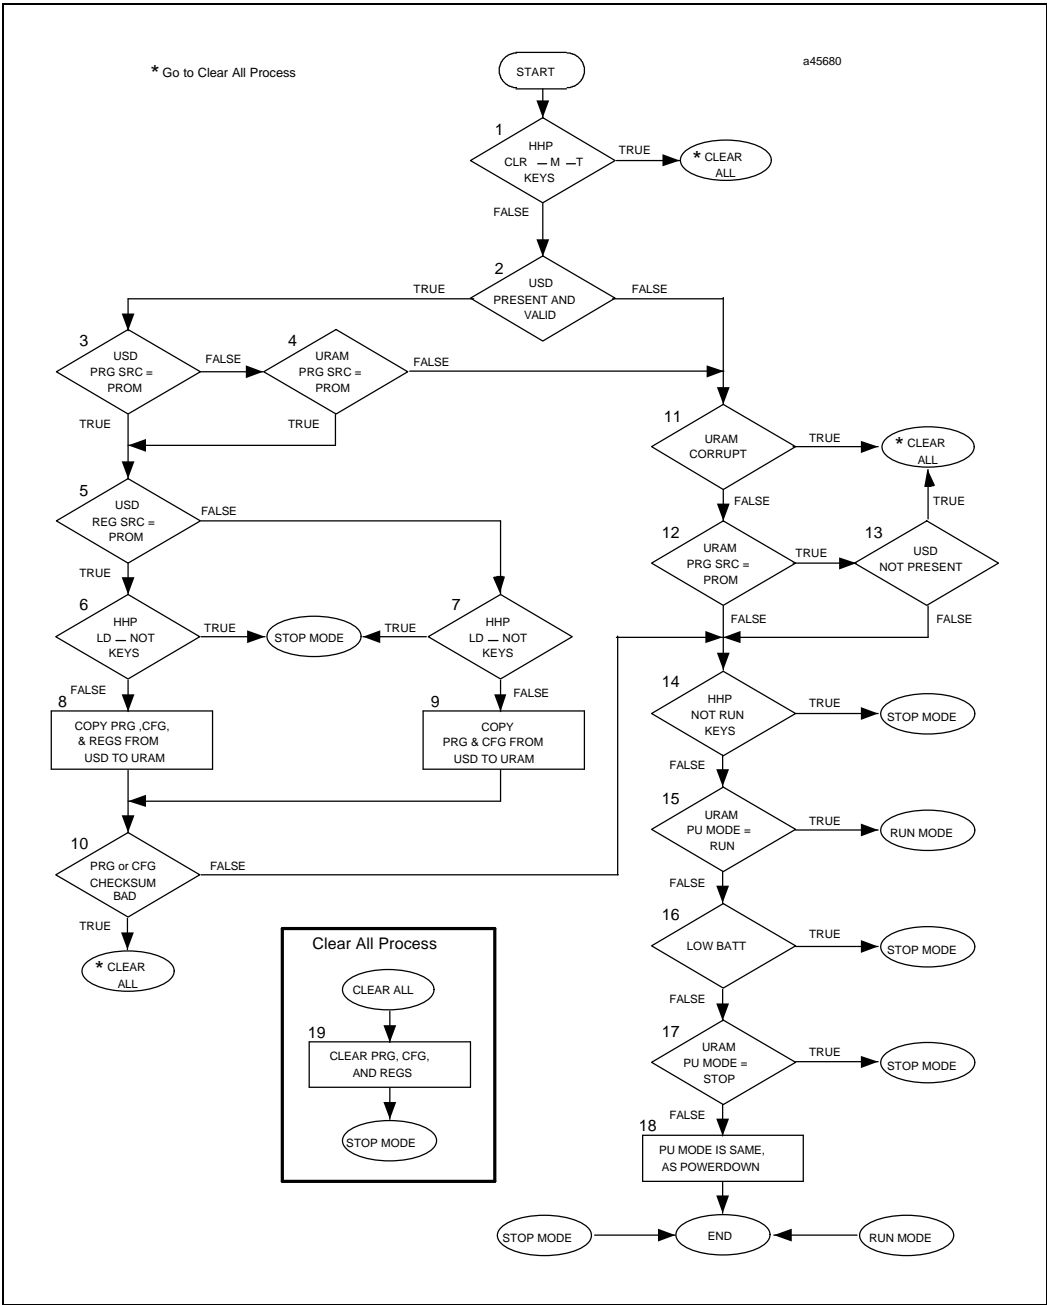 * Go to Clear All Process
a45680
START
1
HHP
CLR — M —T
KEYS
TRUE
* CLEAR
ALL
FALSE
2
USD
PRESENT AND
VALID
TRUE
FALSE
3
USD
PRG SRC =
PROM
FALSE
4
URAM
PRG SRC =
PROM
FALSE
TRUE
TRUE
11
URAM
CORRUPT
TRUE
* CLEAR
ALL
FALSE
TRUE
5
USD
REG SRC =
PROM
FALSE
TRUE
12
URAM
PRG SRC =
PROM
TRUE
13
USD
NOT PRESENT
FALSE
FALSE
6
HHP
LD — NOT
KEYS
TRUE
STOP MODE
TRUE
7
HHP
LD — NOT
KEYS
FALSE
FALSE
8
COPY PRG ,CFG,
& REGS FROM
USD TO URAM
9
COPY
PRG & CFG FROM
USD TO URAM
14
HHP
NOT RUN
KEYS
TRUE
STOP MODE
FALSE
15
URAM
PU MODE =
RUN
TRUE
RUN MODE
FALSE
10
PRG or CFG
CHECKSUM
BAD
FALSE
TRUE
* CLEAR
ALL
16
LOW BATT
TRUE
STOP MODE
FALSE
Clear All Process
CLEAR ALL
19
CLEAR PRG, CFG,
AND REGS
STOP MODE
17
URAM
PU MODE =
STOP
TRUE
STOP MODE
FALSE
18
PU MODE IS SAME,
AS POWERDOWN
STOP MODE
END
RUN MODE